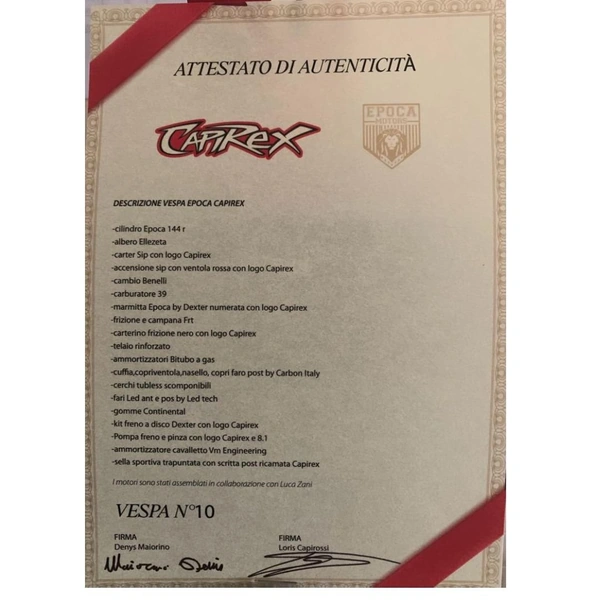 ATTESTATO DI AUTENTICITÀ
CAPIREX
EPOCA
MOTORS
DESCRIZIONE VESPA EPOCA CAPIREX
-cilindro Epoca 144 r
-albero Ellezeta
-carter Sip con logo Capirex
-accensione sip con ventola rossa con logo Capirex
-cambio Benelli
-carburatore 39
-marmitta Epoca by Dexter numerata con logo Capirex
-frizione e campana Frt
-carterino frizione nero con logo Capirex
-telaio rinforzato
-ammortizzatori Bitubo a gas
-cuffia,copriventola,nasello, copri faro post by Carbon Italy
-cerchi tubless scomponibili
-fari Led ant e pos by Led tech
-gomme Continental
-kit freno a disco Dexter con logo Capirex
-Pompa freno e pinza con logo Capirex e 8.1
-ammortizzatore cavalletto Vm Engineering
-sella sportiva trapuntata con scritta post ricamata Capirex
I motori sono stati assemblati in collaborazione con Luca Zani
VESPA N°10
FIRMA FIRMA
Denys Maiorino Loris Capirossi